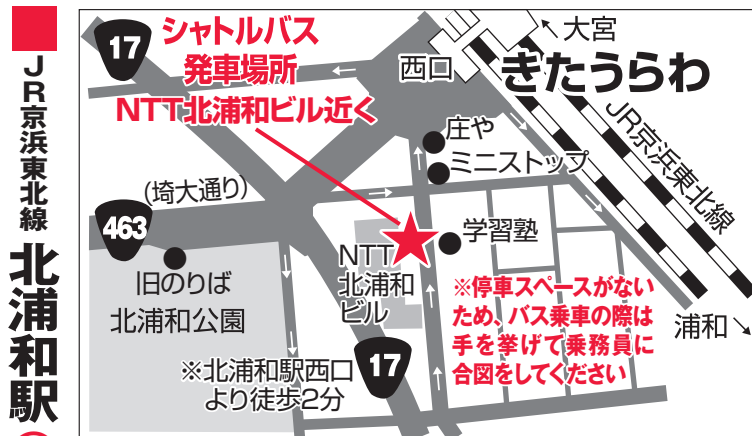 JR京浜東北線
北浦和駅
17
シャトルバス
発車場所
NTT北浦和ビル近く
西口
大宮
きたうらわ
JR京浜東北線
庄や
ミニストップ
(埼大通り)
463
旧のりば
北浦和公園
NTT
北浦和
ビル
学習塾
※停車スペースがない
ため、バス乗車の際は
手を挙げて乗務員に
合図をしてください
浦和
17
※北浦和駅西口
より徒歩2分